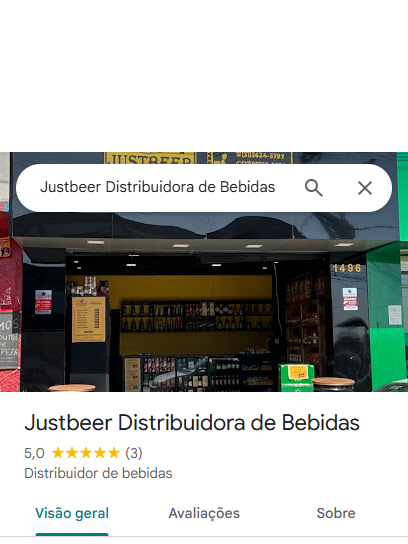 JUSTBEER
Justbeer Distribuidora de Bebidas
1496
Justbeer Distribuidora de Bebidas
5,0 (3)
Distribuidor de bebidas
Visão geral
Avaliações
Sobre